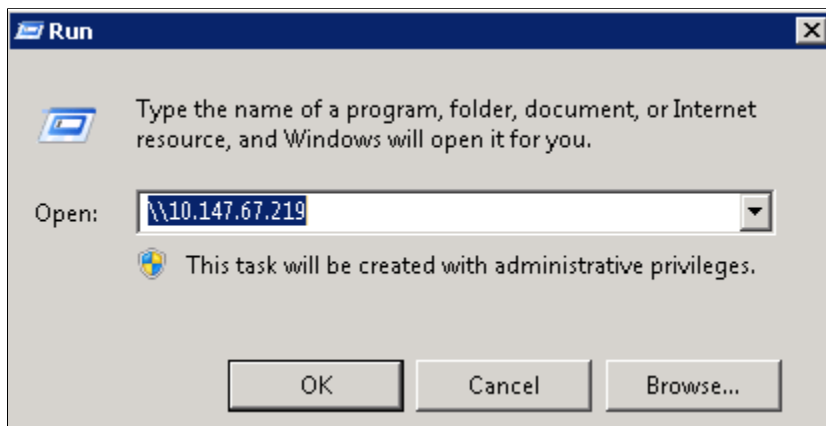 Run
Type the name of a program, folder, document, or Internet
resource, and Windows will open it for you.
Open: \\10.147.67.219
This task will be created with administrative privileges.
OK Cancel Browse...